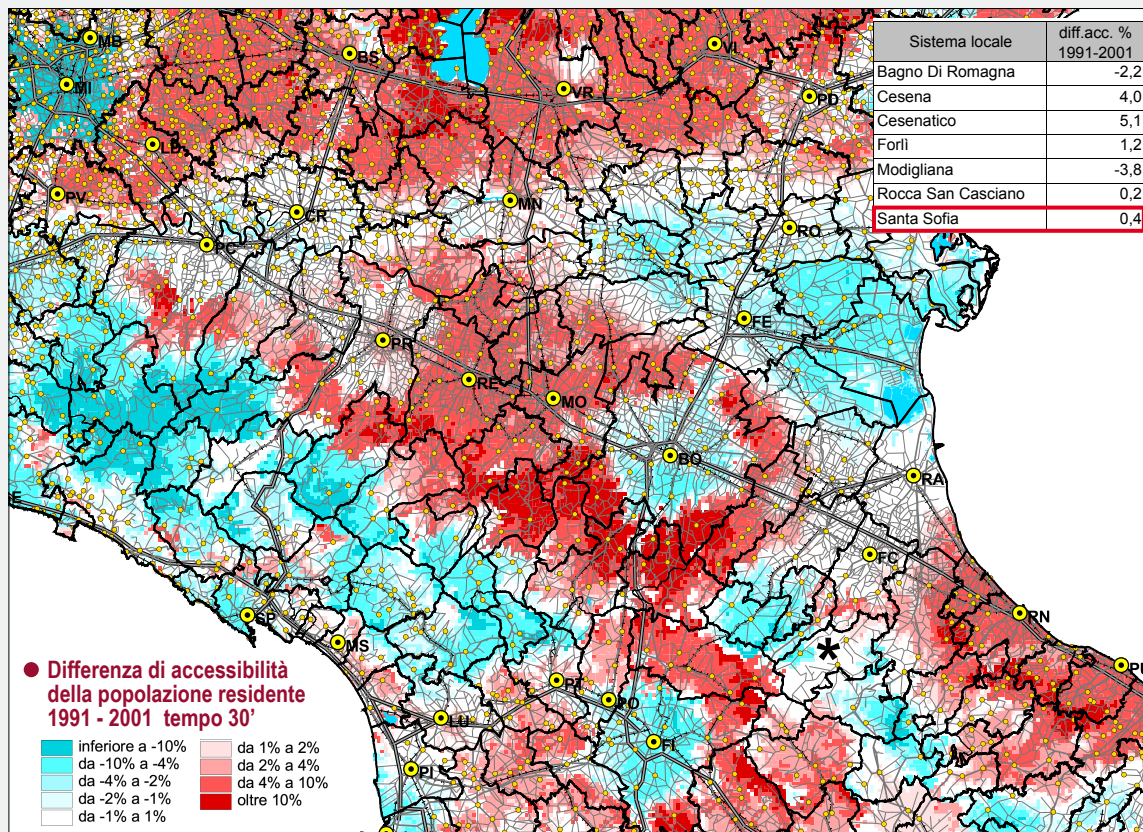 MB
BS
VI
MI
VR
PD
LD
PV
MN
CR
RO
PC
FE
PR
RE
MO
BO
RA
FC
SP
RN
MS
*
PT
PO
LU
FI
PI
Sistema locale diff.acc. % 1991-2001
Bagno Di Romagna -2,2
Cesena 4,0
Cesenatico 5,1
Forlì 1,2
Modigliana -3,8
Rocca San Casciano 0,2
Santa Sofia 0,4
● Differenza di accessibilità
della popolazione residente
1991 - 2001 tempo 30’
inferiore a -10%
da -10% a -4%
da -4% a -2%
da -2% a -1%
da -1% a 1%
da 1% a 2%
da 2% a 4%
da 4% a 10%
oltre 10%